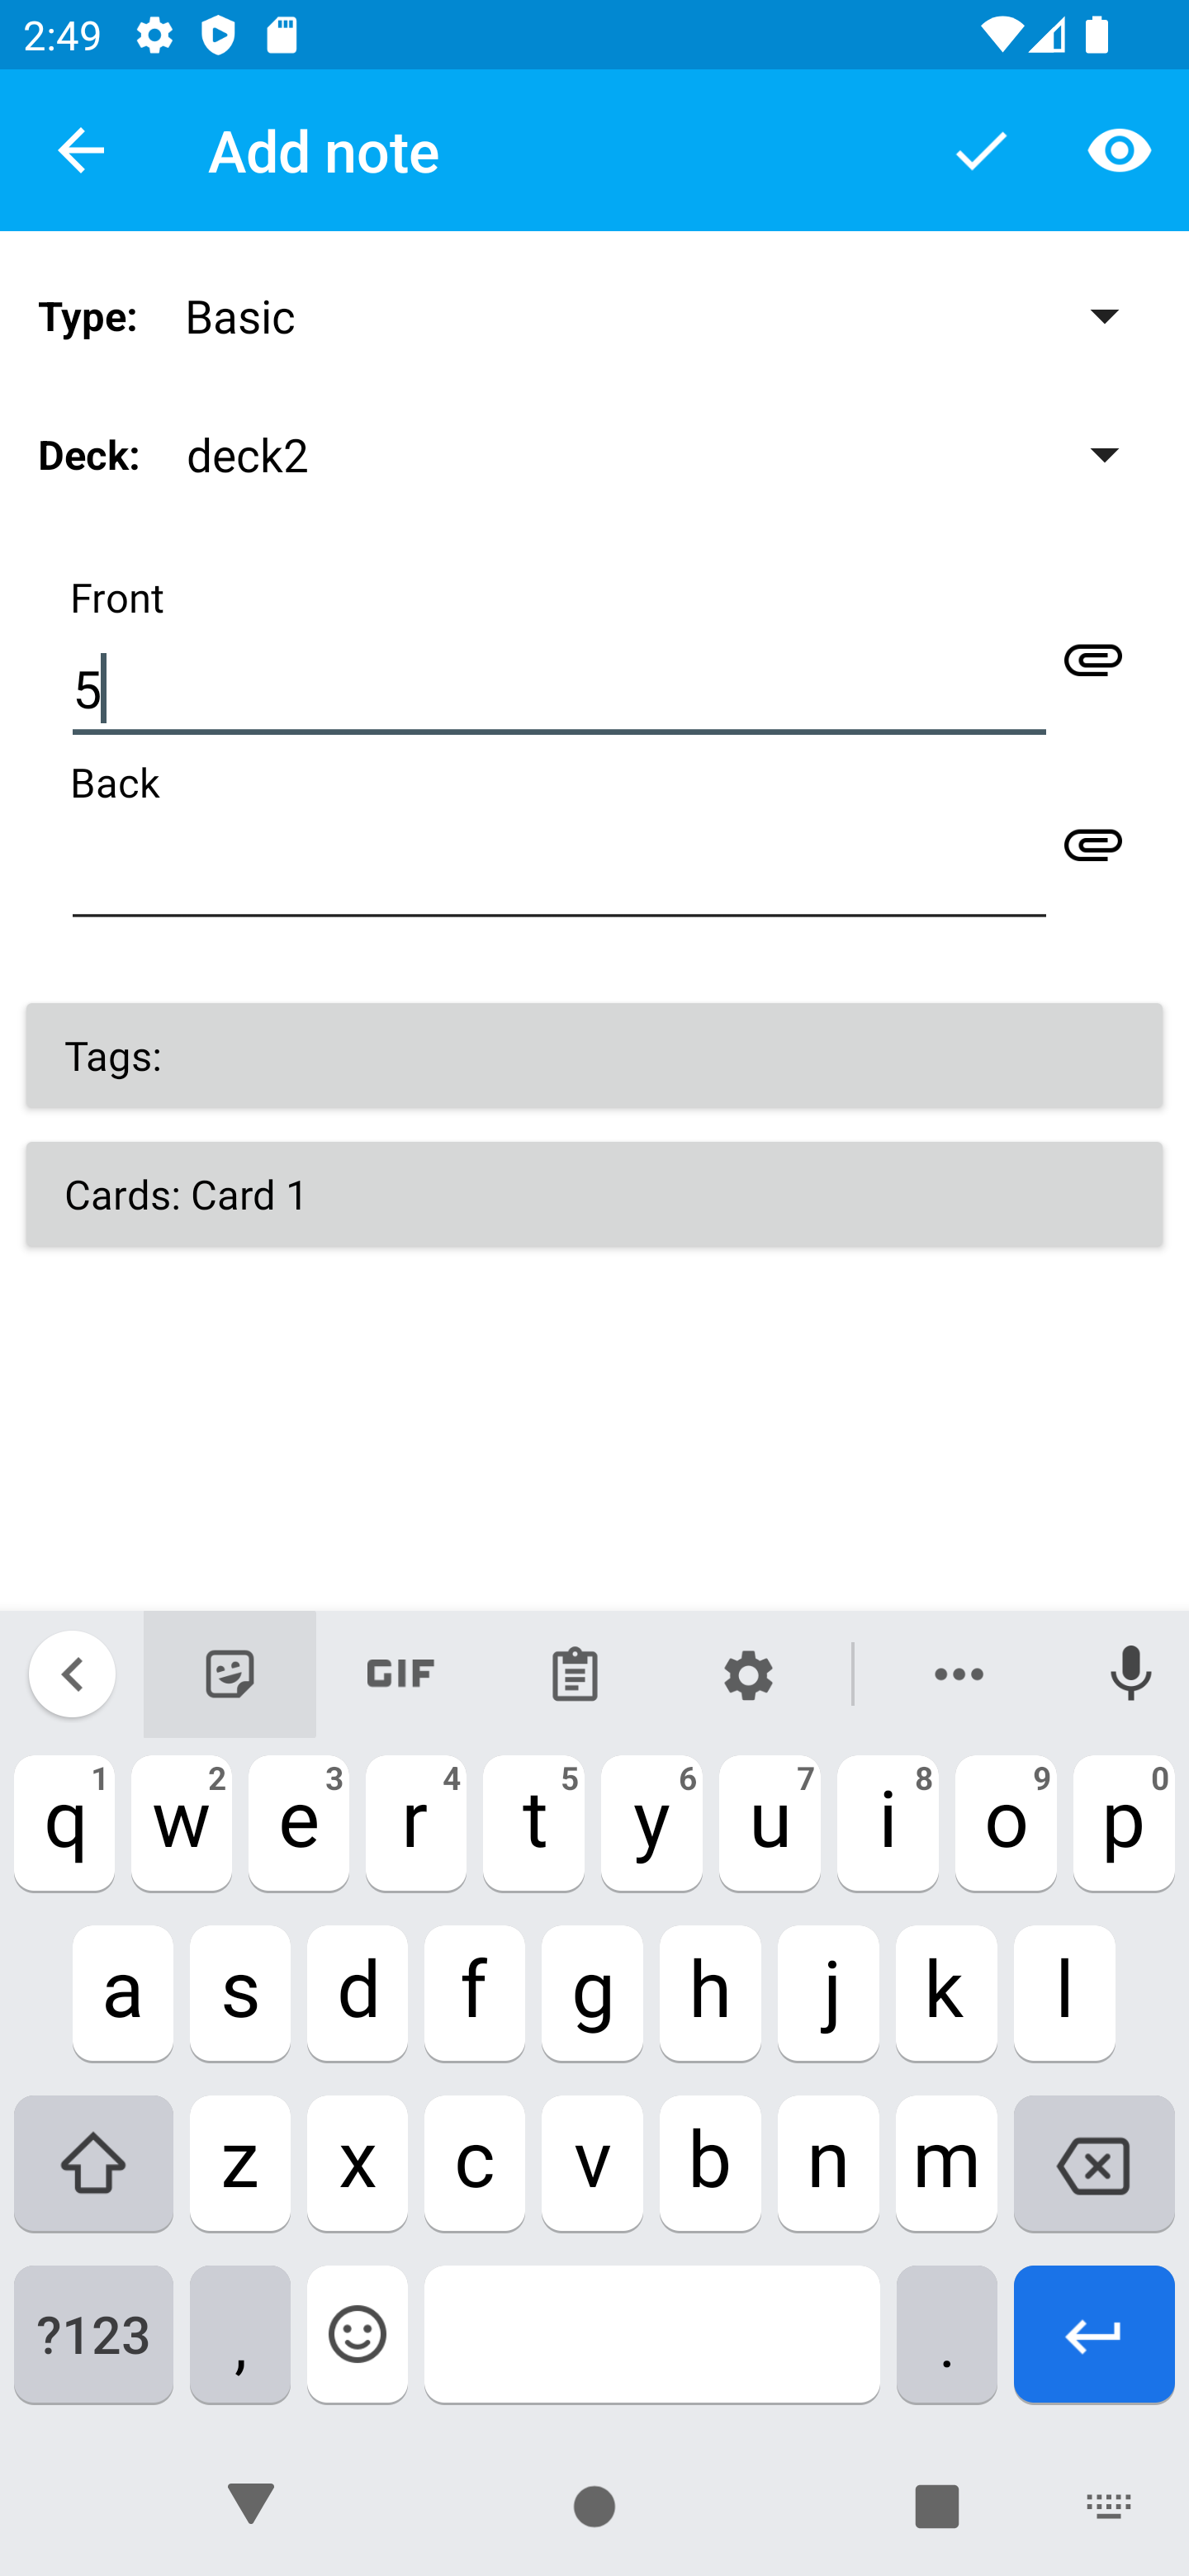 2:49
Add note
Type: Basic
Deck: deck2
Front
5
Back
Tags:
Cards: Card 1
GIF
q 1 w 2 e 3 r 4 t 5 y 6 u 7 i 8 o 9 p 0
a s d f g h j k l
z x c v b n m
?123 , .